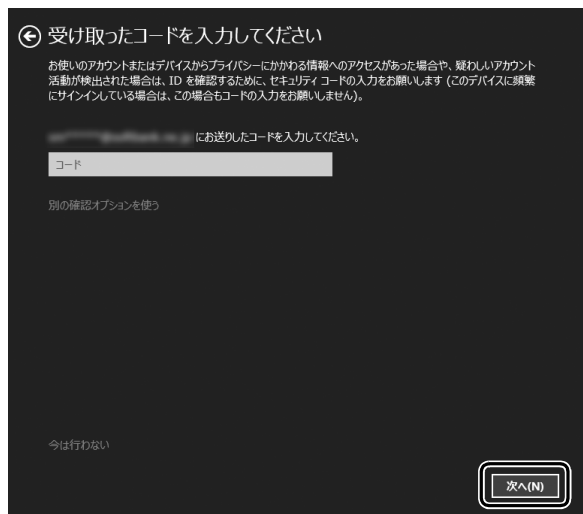 受け取ったコードを入力してください
お使いのアカウントまたはデバイスからプライバシーにかかわる情報へのアクセスがあった場合や、疑わしいアカウント
活動が検出された場合は、ID を確認するために、セキュリティ コードの入力をお願いします (このデバイスに頻繁
にサインインしている場合は、この場合もコードの入力をお願いしません)。
にお送りしたコードを入力してください。
コード
別の確認オプションを使う
今は行わない
次へ(N)